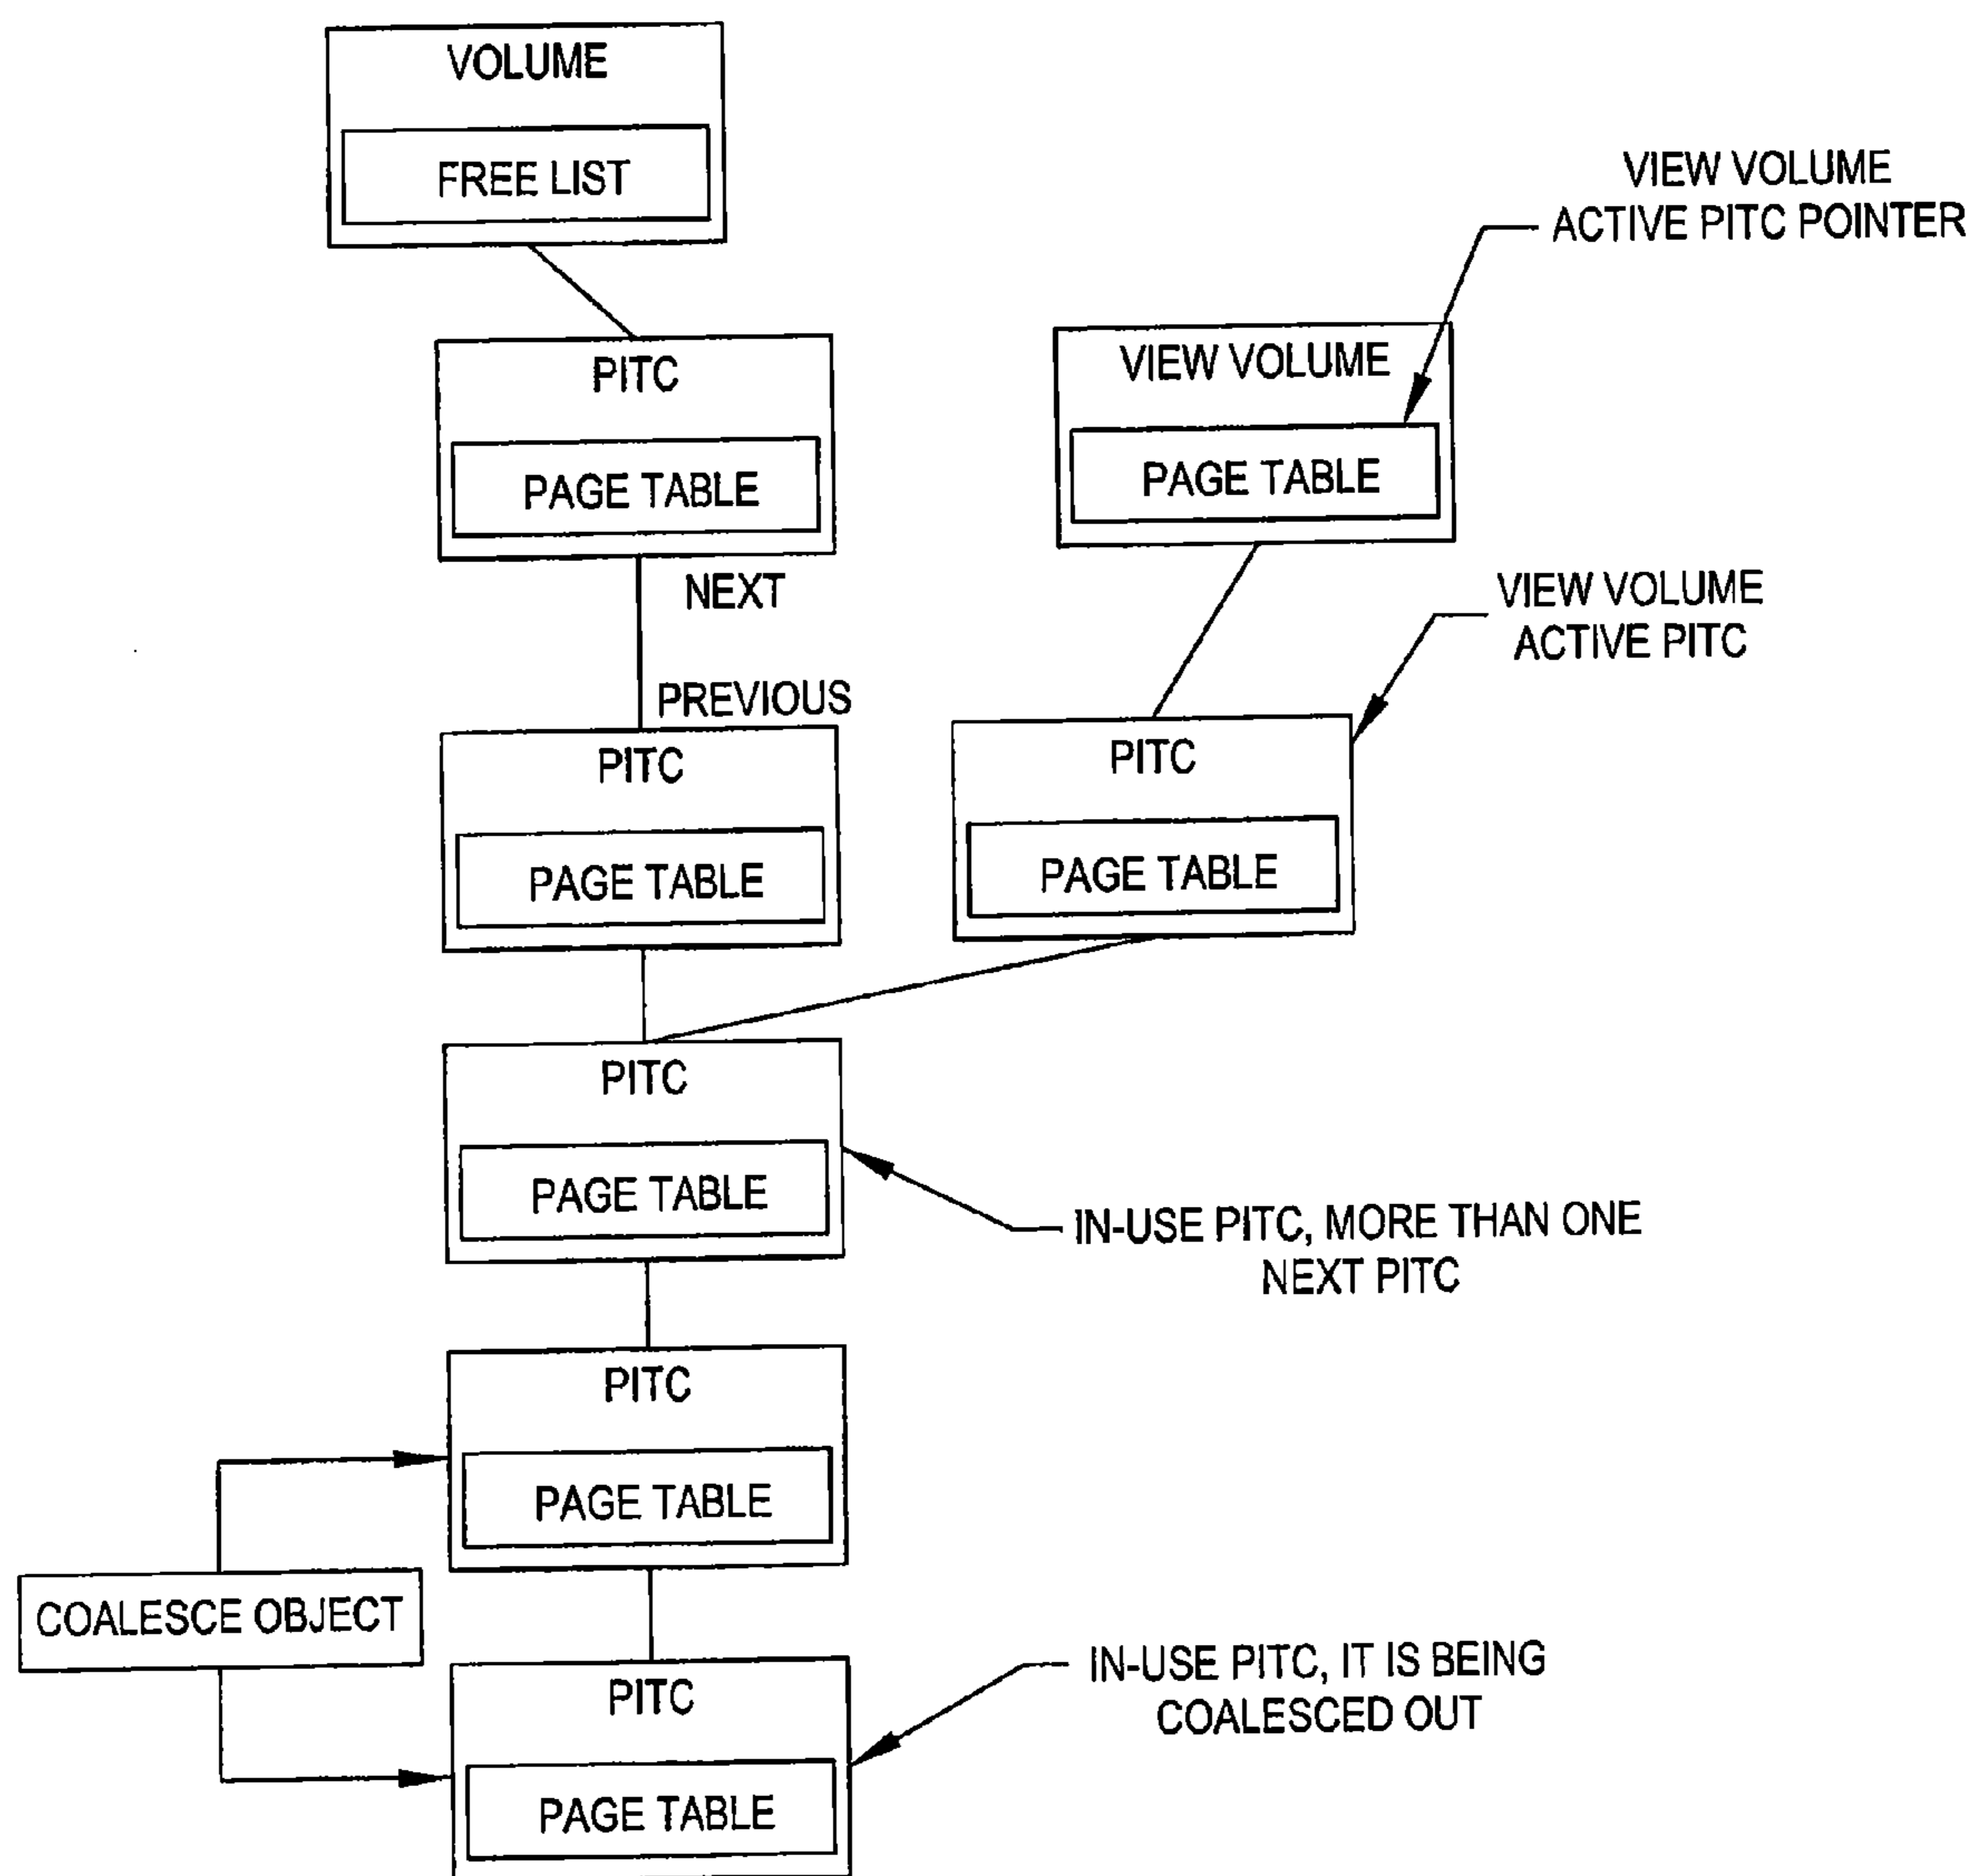 VOLUME
FREE LIST
VIEW VOLUME
ACTIVE PITC POINTER
PITC
PAGE TABLE
VIEW VOLUME
PAGE TABLE
NEXT
VIEW VOLUME
ACTIVE PITC
PREVIOUS
PITC
PAGE TABLE
PITC
PAGE TABLE
PITC
PAGE TABLE
IN-USE PITC, MORE THAN ONE
NEXT PITC
PITC
PAGE TABLE
COALESCE OBJECT
PITC
PAGE TABLE
IN-USE PITC, IT IS BEING
COALESCED OUT